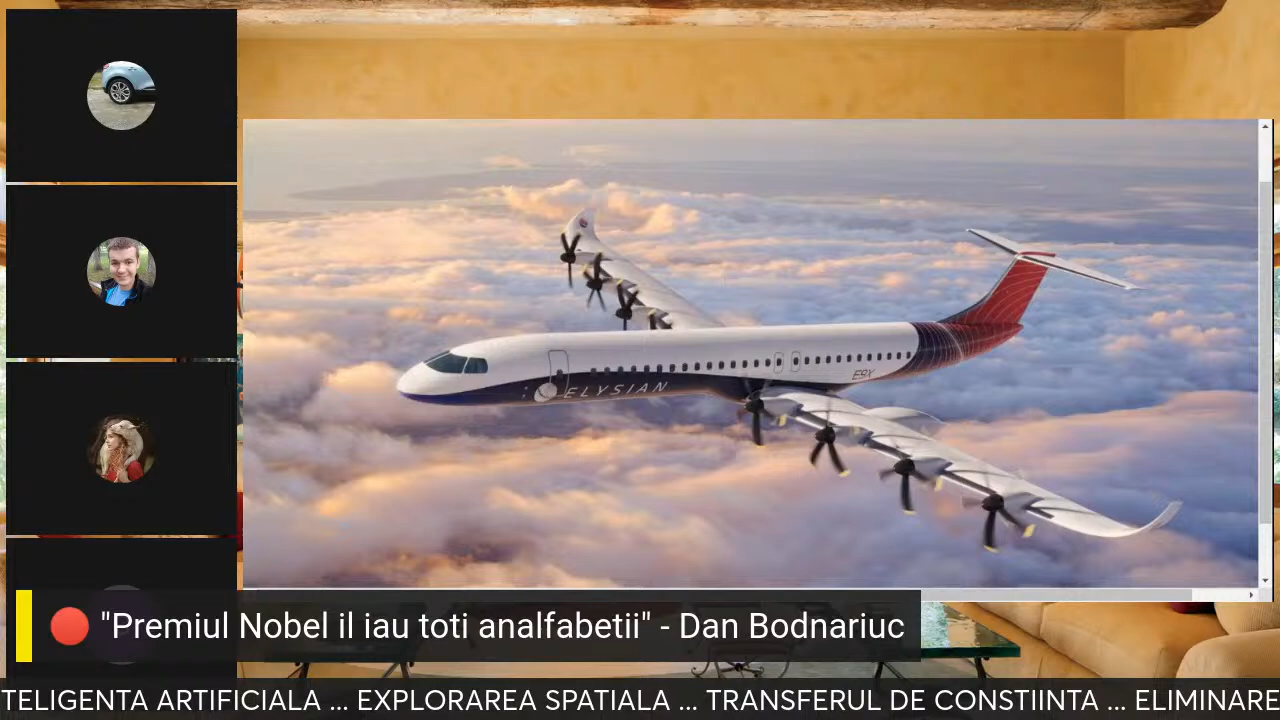 ELYSIAN
E9X
"Premiul Nobel il iau toti analfabetii" - Dan Bodnariuc
TELIGENTA ARTIFICIALA ... EXPLORAREA SPATIALA ... TRANSFERUL DE CONSTIINTA ... ELIMINARE